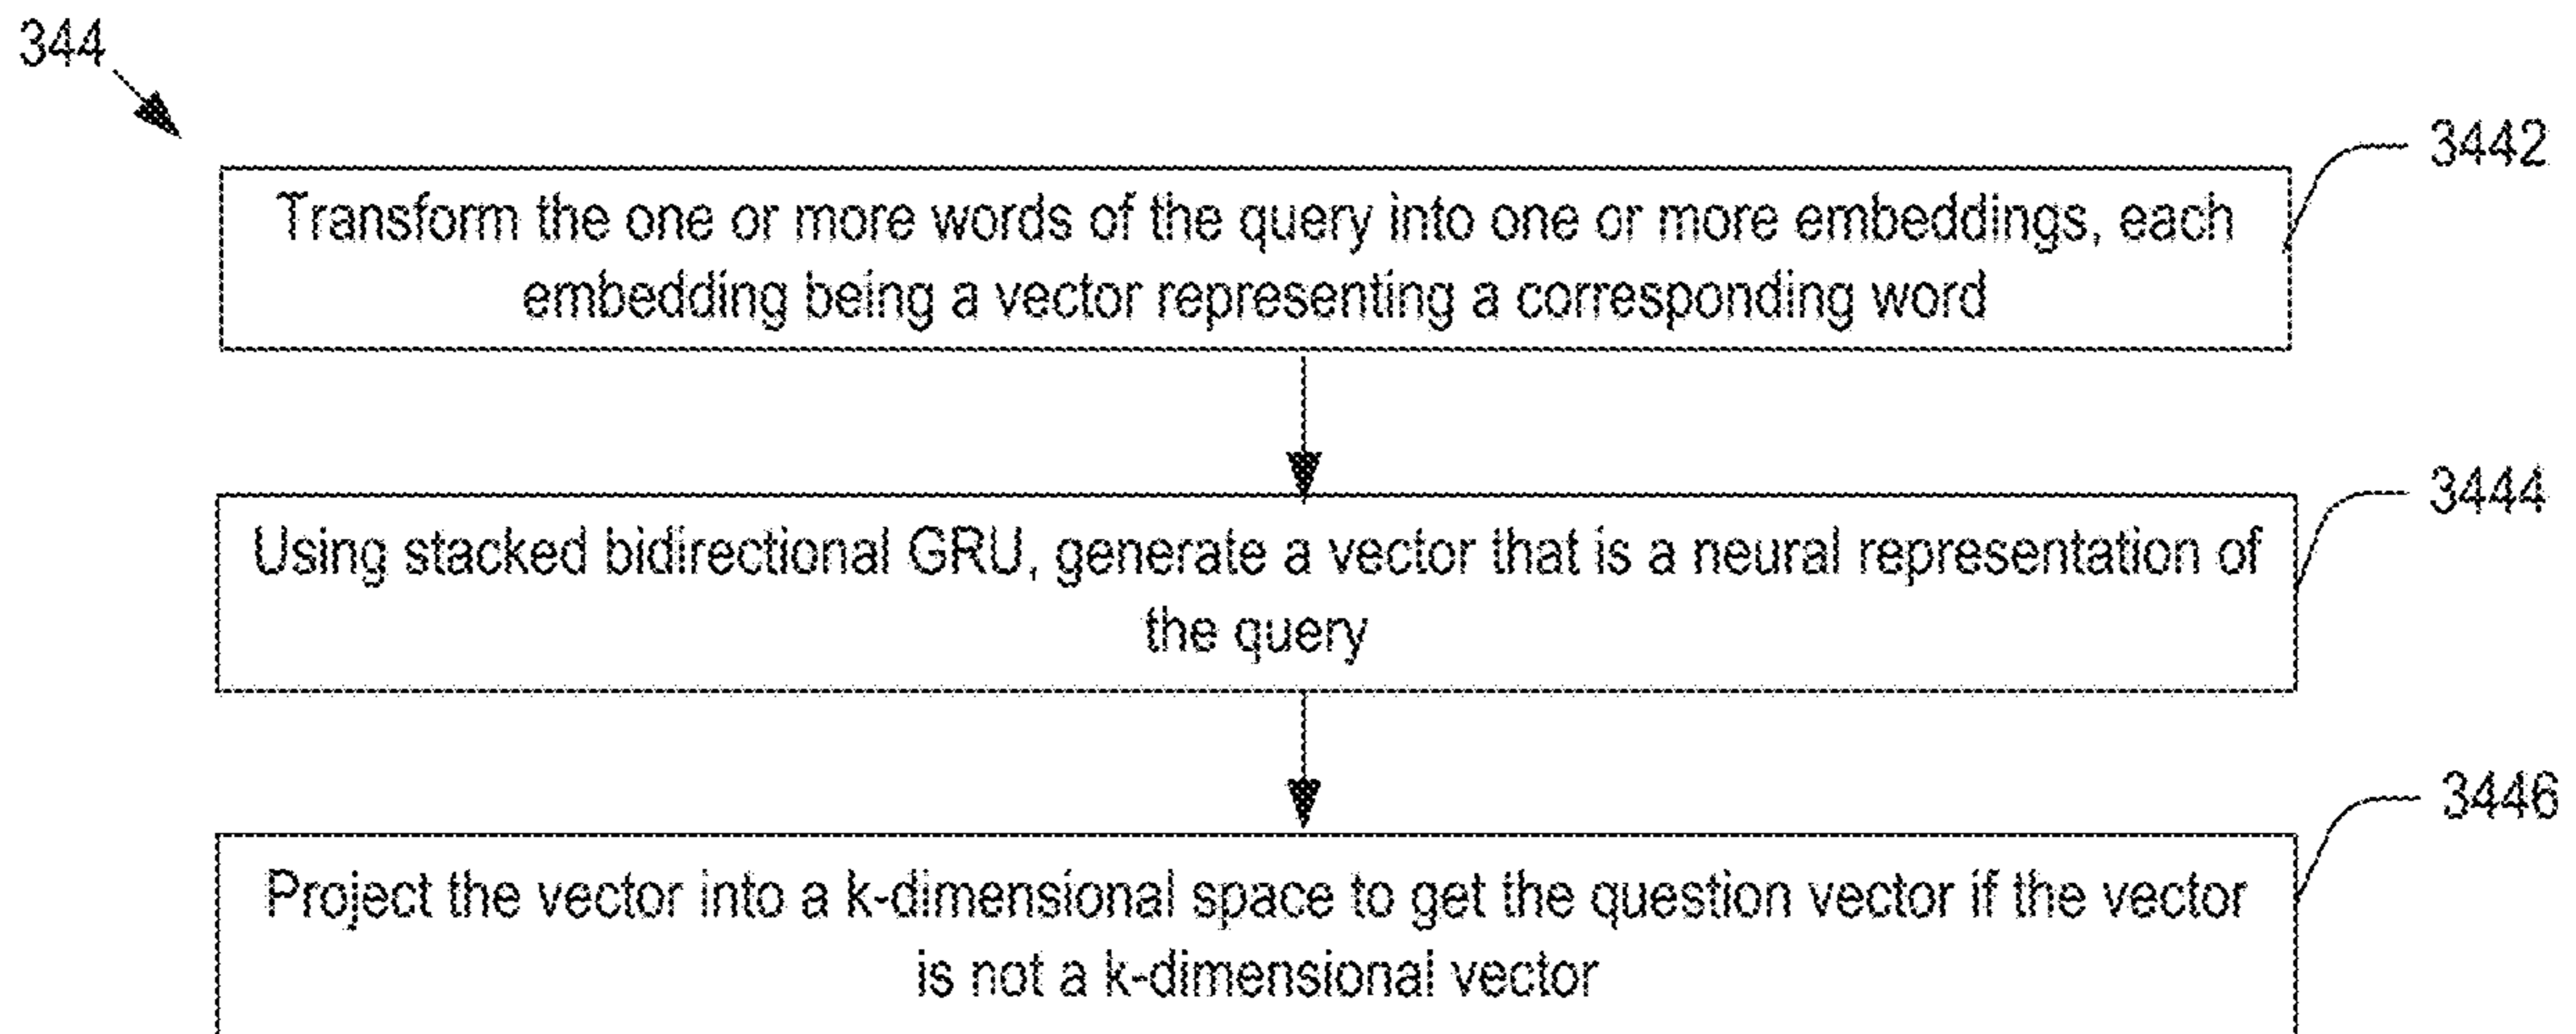 344
3442
Transform the one or more words of the query into one or more embeddings, each
embedding being a vector representing a corresponding word
3444
Using stacked bidirectional GRU, generate a vector that is a neural representation of
the query
3446
Project the vector into a k-dimensional space to get the question vector if the vector
is not a k-dimensional vector